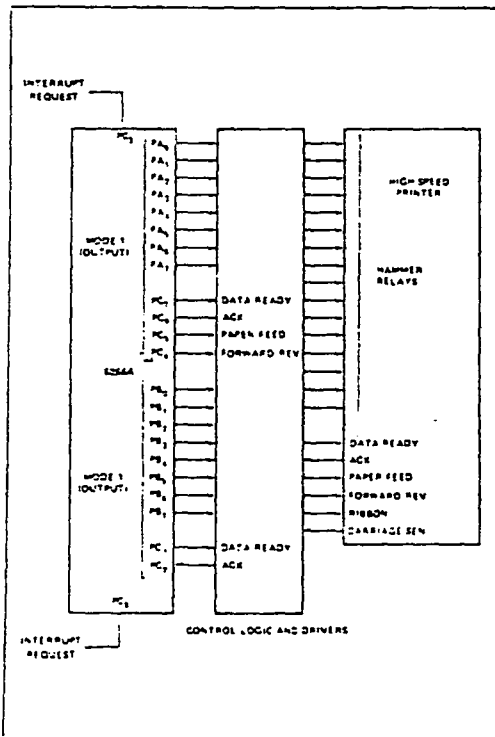 INTERRUPT
REQUEST
PC3
PA0
PA1
PA2
PA3
PA4
PA5
PA6
PA7
MODE 1
(OUTPUT)
PC7 DATA READY
PC6 ACK
PC5 PAPER FEED
PC4 FORWARD REV
8255A
PB0
PB1
PB2
PB3
PB4
PB5
PB6
PB7
MODE 1
(OUTPUT)
PC1 DATA READY
PC2 ACK
PC0
INTERRUPT
REQUEST
CONTROL LOGIC AND DRIVERS
HIGH SPEED
PRINTER
HAMMER
RELAYS
DATA READY
ACK
PAPER FEED
FORWARD REV
RIBBON
CARRIAGE SEN